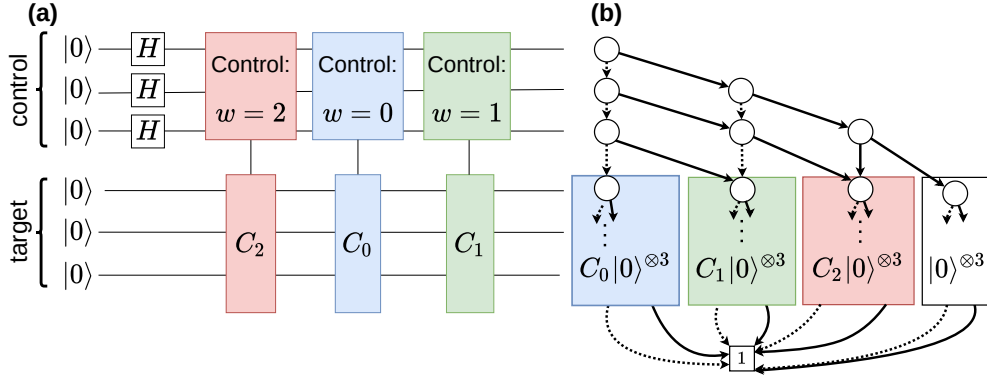 (a)
control
|0⟩ H
|0⟩ H
|0⟩ H
Control: w = 2
Control: w = 0
Control: w = 1
target
|0⟩
|0⟩
|0⟩
C₂
C₀
C₁
(b)
C₀|0⟩⊗³
C₁|0⟩⊗³
C₂|0⟩⊗³
|0⟩⊗³
1